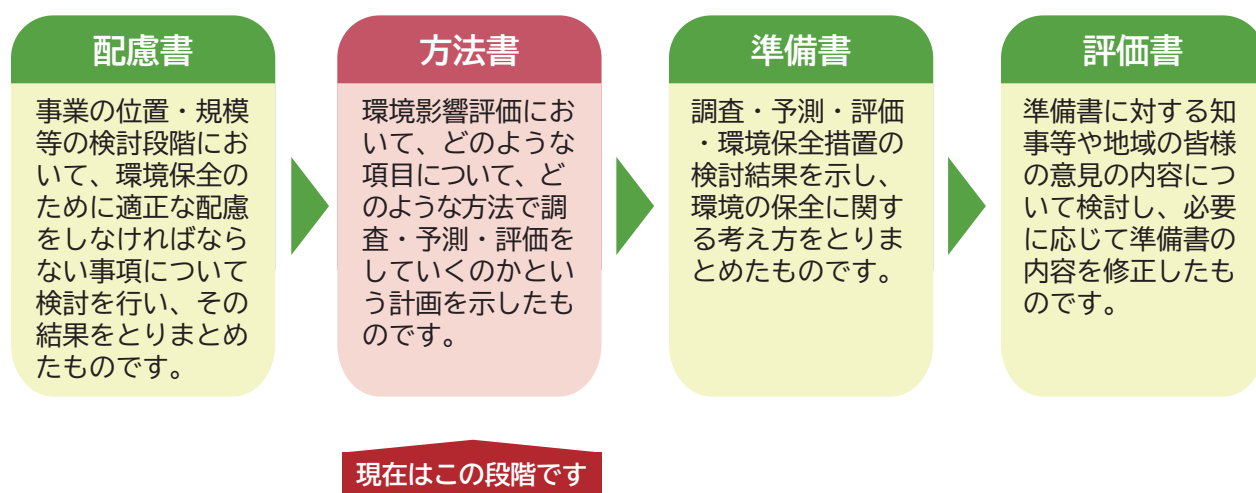 配慮書
事業の位置・規模
等の検討段階にお
いて、環境保全の
ために適正な配慮
をしなければなら
ない事項について
検討を行い、その
結果をとりまとめ
たものです。
方法書
環境影響評価にお
いて、どのような
項目について、ど
のような方法で調
査・予測・評価を
していくのかとい
う計画を示したも
のです。
準備書
調査・予測・評価
・環境保全措置の
検討結果を示し、
環境の保全に関す
る考え方をとりま
とめたものです。
評価書
準備書に対する知
事等や地域の皆様
の意見の内容につ
いて検討し、必要
に応じて準備書の
内容を修正したも
のです。
現在はこの段階です